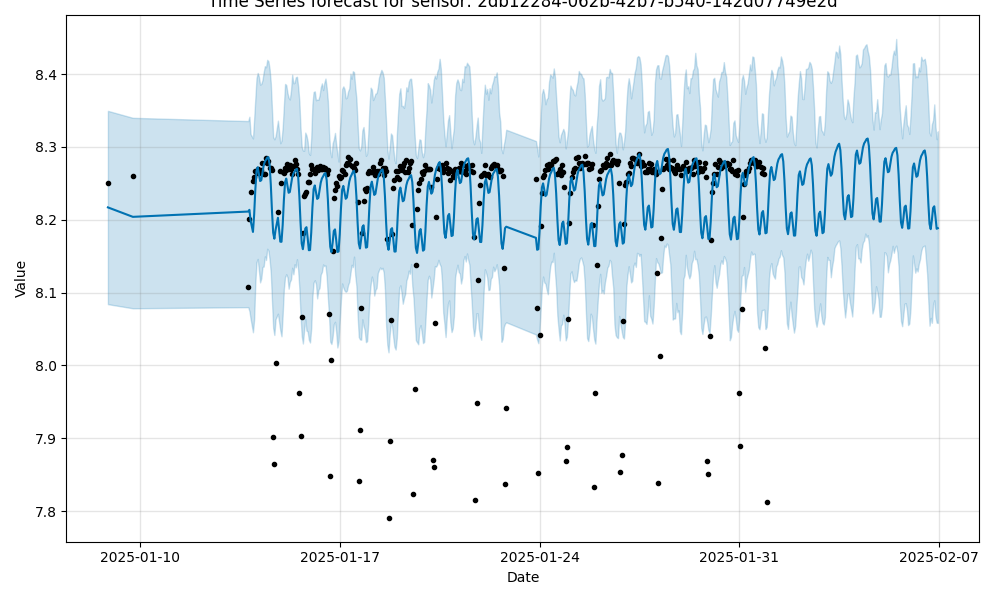 Time Series forecast for sensor: 2db12284-062b-42b7-b540-142d07749e2d
8.4
8.3
8.2
8.1
8.0
7.9
7.8
Value
2025-01-10 2025-01-17 2025-01-24 2025-01-31 2025-02-07
Date